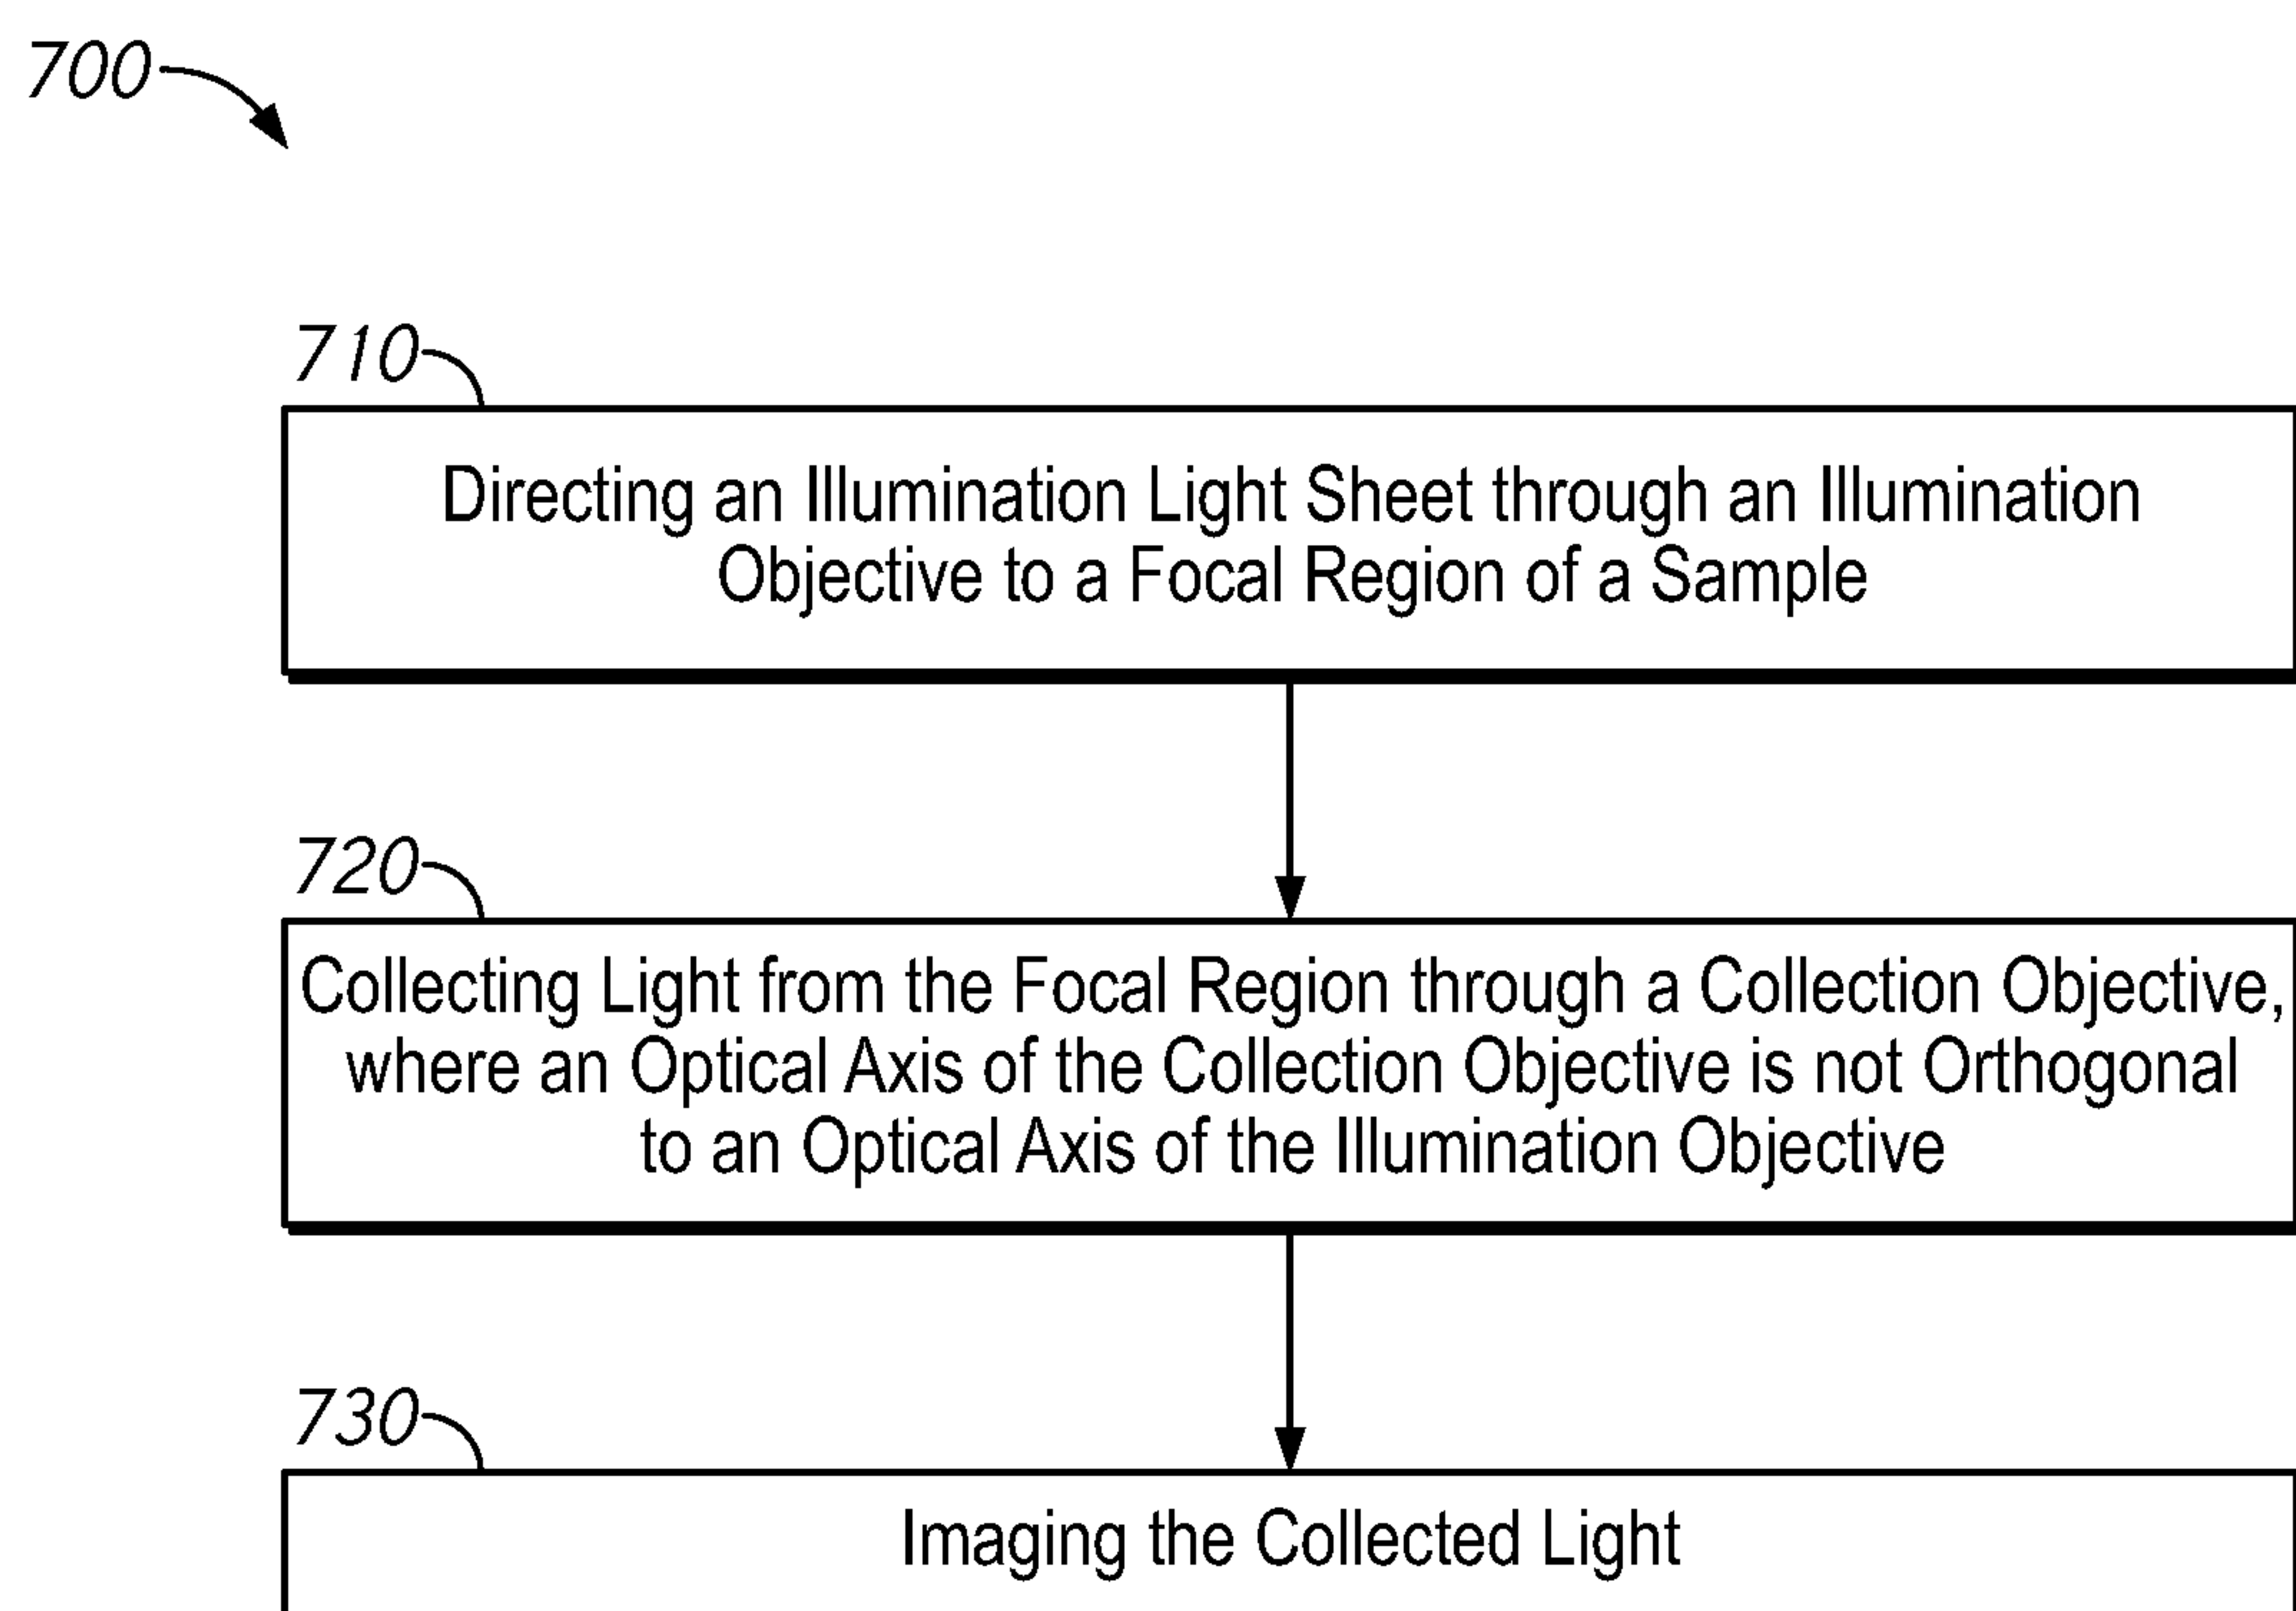 700
710
Directing an Illumination Light Sheet through an Illumination
Objective to a Focal Region of a Sample
720
Collecting Light from the Focal Region through a Collection Objective,
where an Optical Axis of the Collection Objective is not Orthogonal
to an Optical Axis of the Illumination Objective
730
Imaging the Collected Light